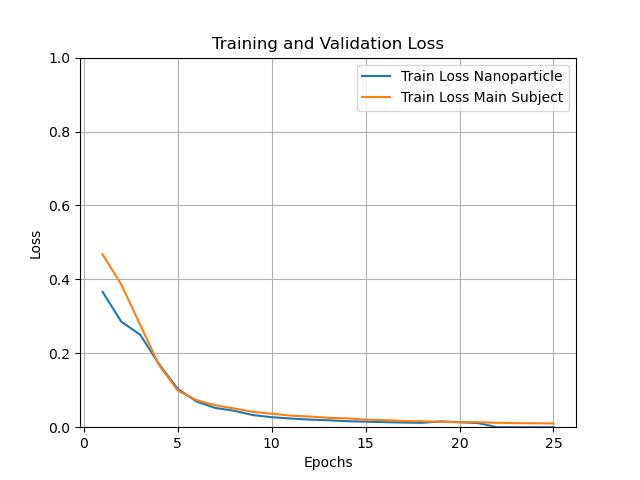 Training and Validation Loss
Train Loss Nanoparticle
Train Loss Main Subject
1.0
0.8
0.6
0.4
0.2
0.0
Loss
0 5 10 15 20 25
Epochs